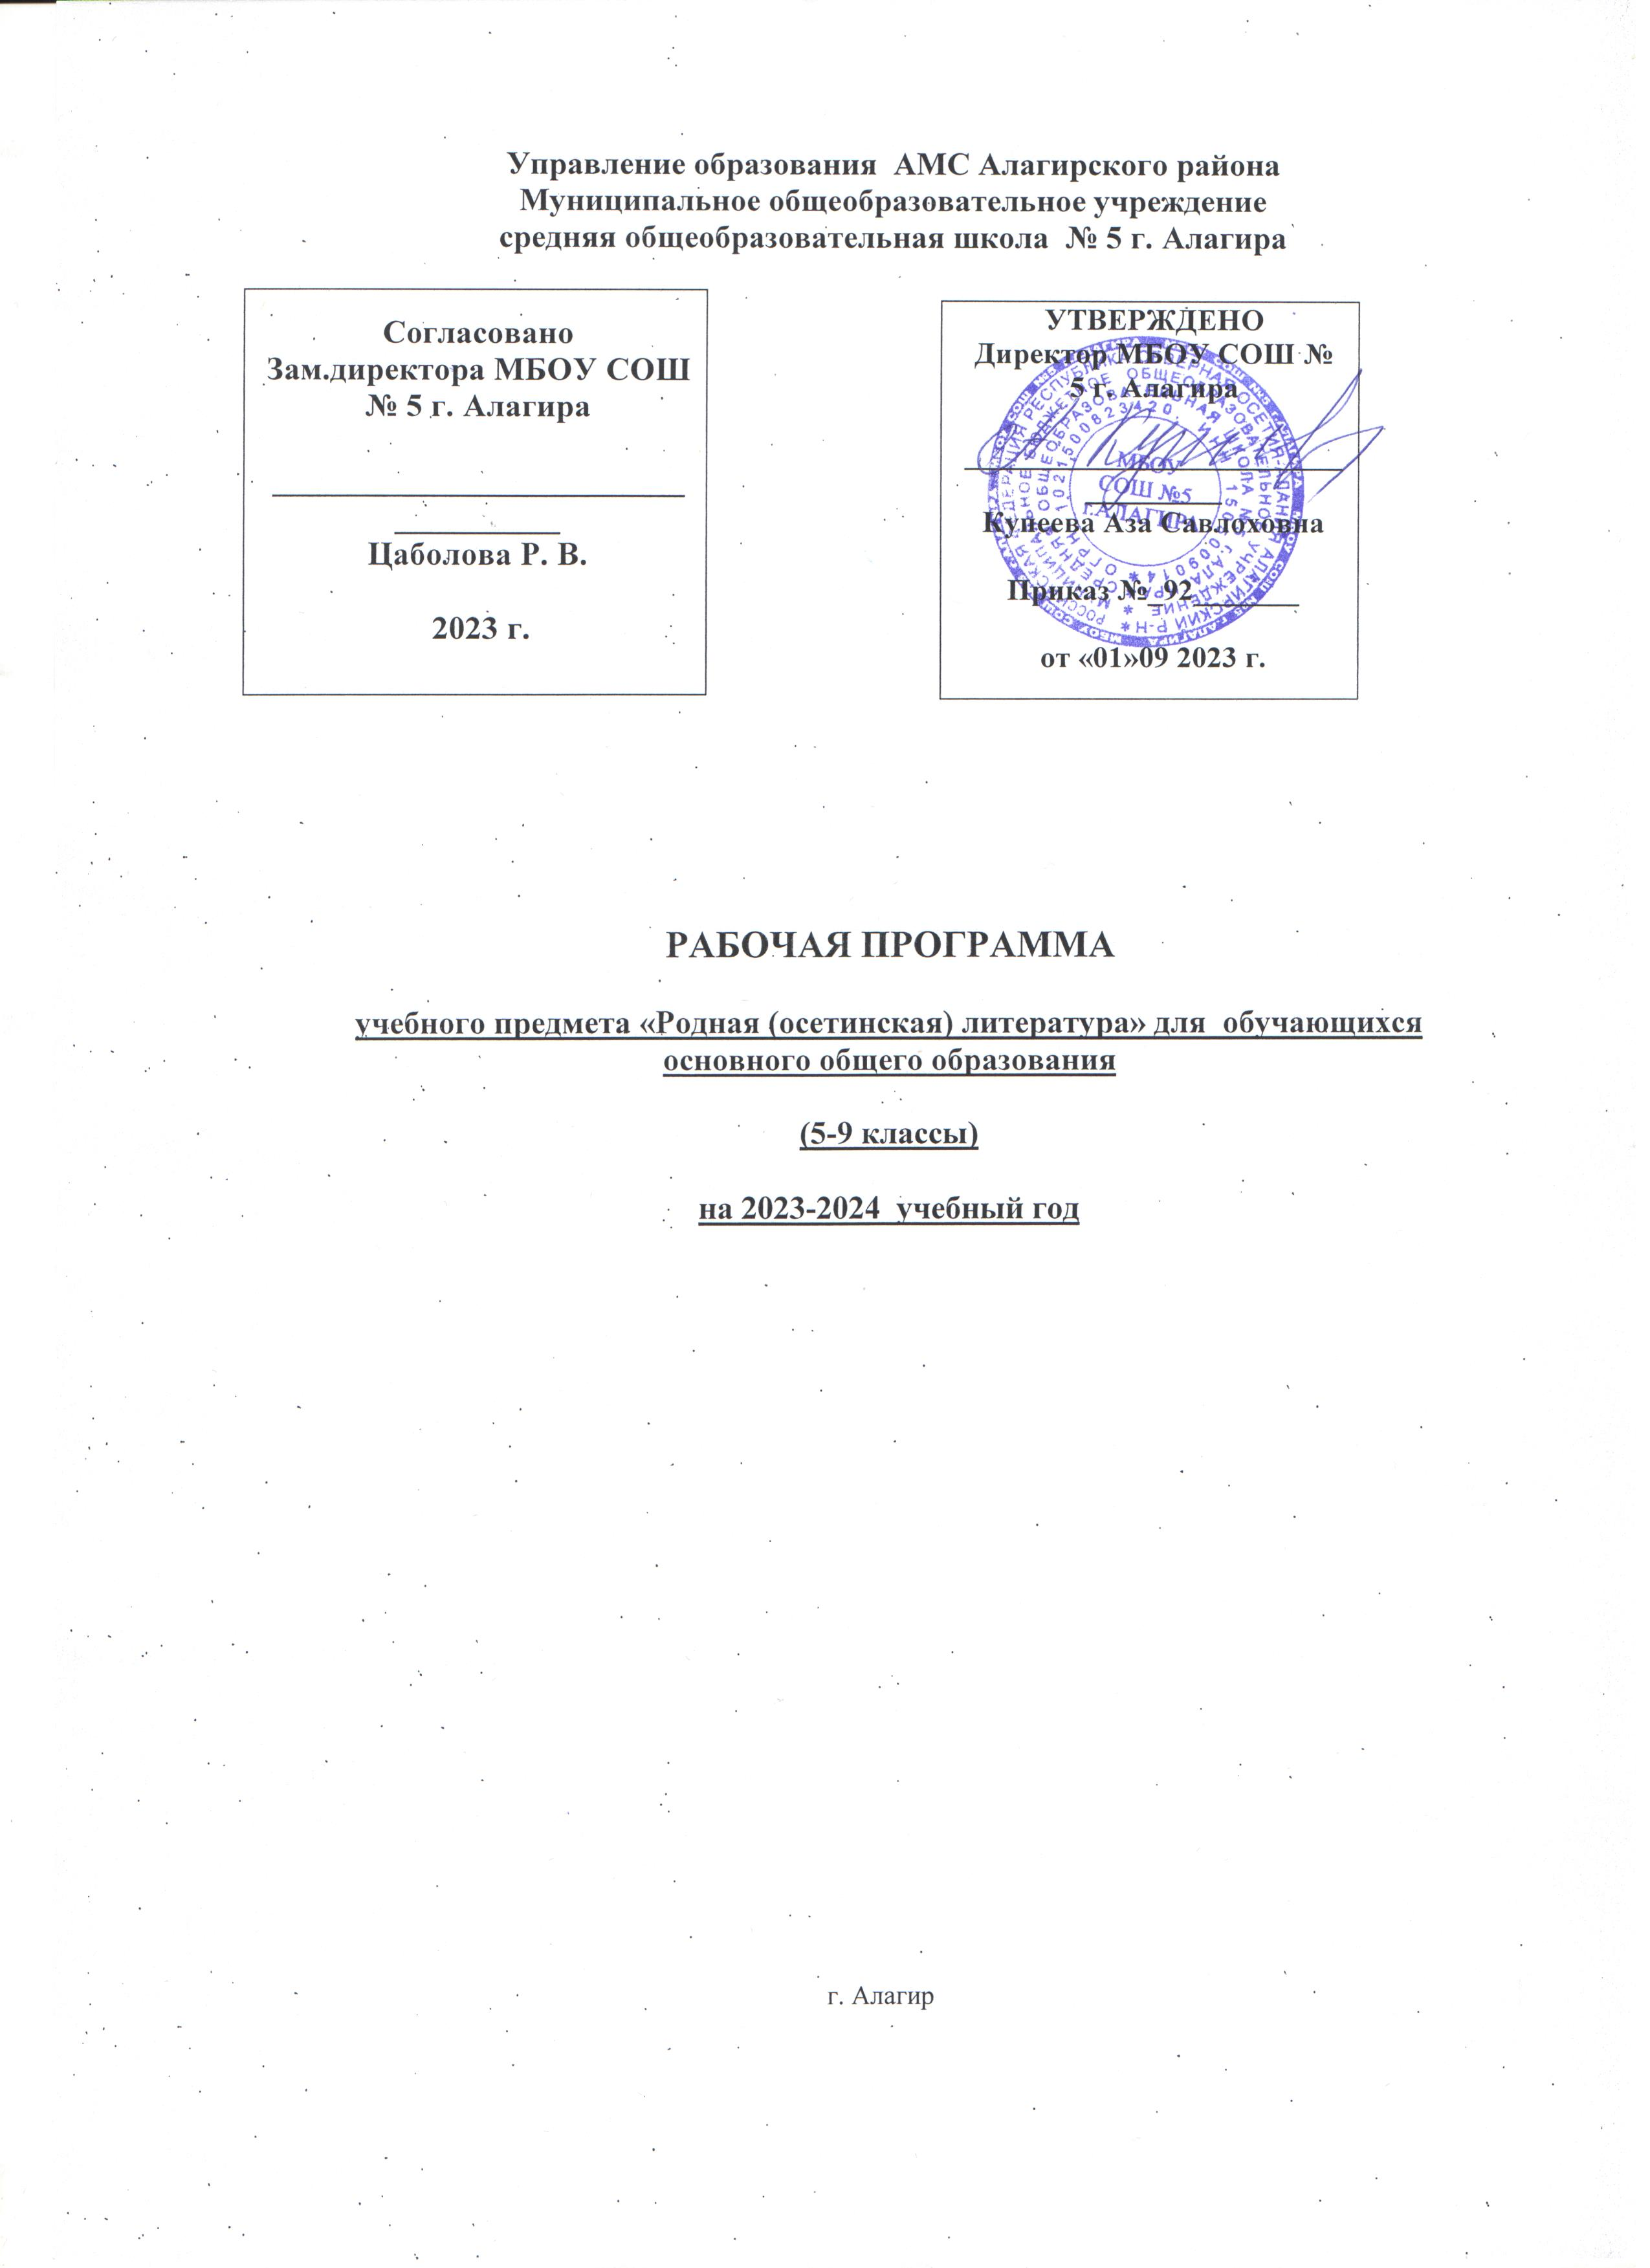 Управление образования  АМС Алагирского района
Муниципальное общеобразовательное учреждение
средняя общеобразовательная школа  № 5 г. Алагира
Согласовано
Зам.директора МБОУ СОШ
№ 5 г. Алагира
Цаболова Р. В.
2023 г.
УТВЕРЖДЕНО
Директор МБОУ СОШ №
5 г. Алагира
МБОУ
СОШ №5
г.АЛАГИРА
Купеева Аза Савлоховна
Приказ №_92_______
от «01»09 2023 г.
РАБОЧАЯ ПРОГРАММА
учебного предмета «Родная (осетинская) литература» для  обучающихся
основного общего образования
(5-9 классы)
на 2023-2024  учебный год
г. Алагир